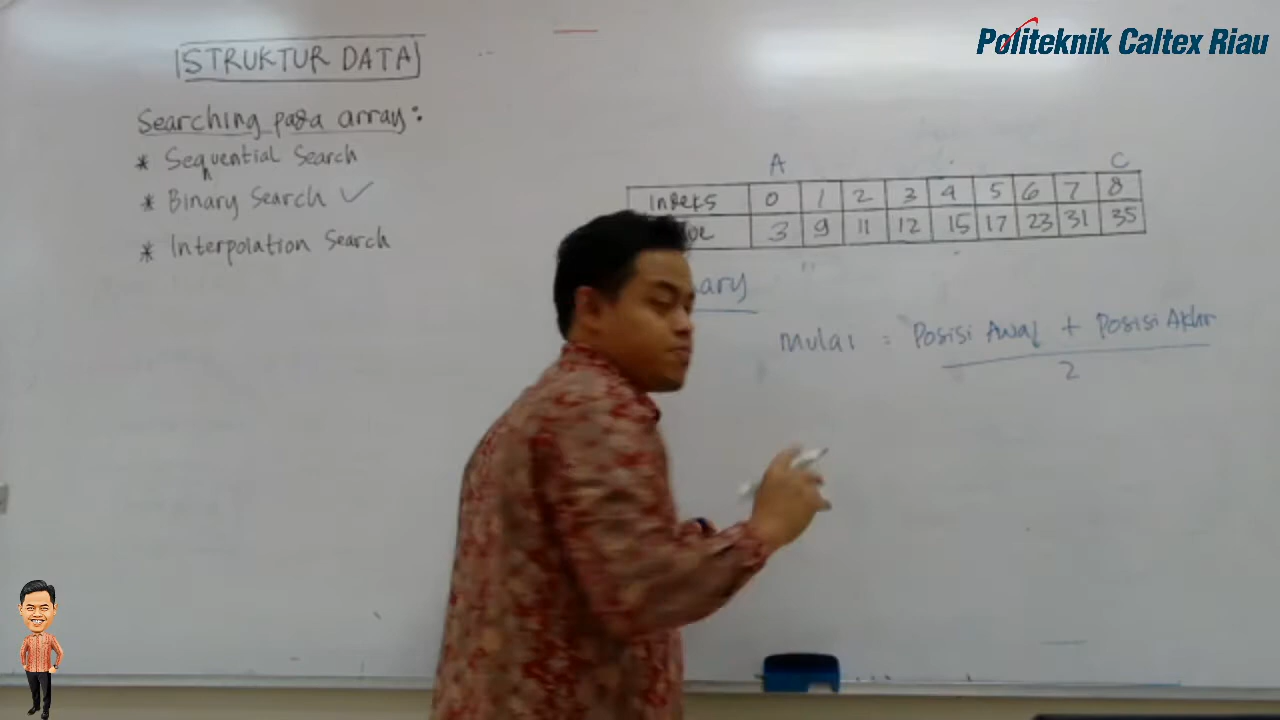 Politeknik Caltex Riau
STRUKTUR DATA
Searching pada array :
* Sequential Search
* Binary Search ✓
* Interpolation Search
A C
Indeks 0 1 2 3 4 5 6 7 8
3 9 11 12 15 17 23 31 35
ary
Mulai = Posisi Awal + Posisi Akhir
2